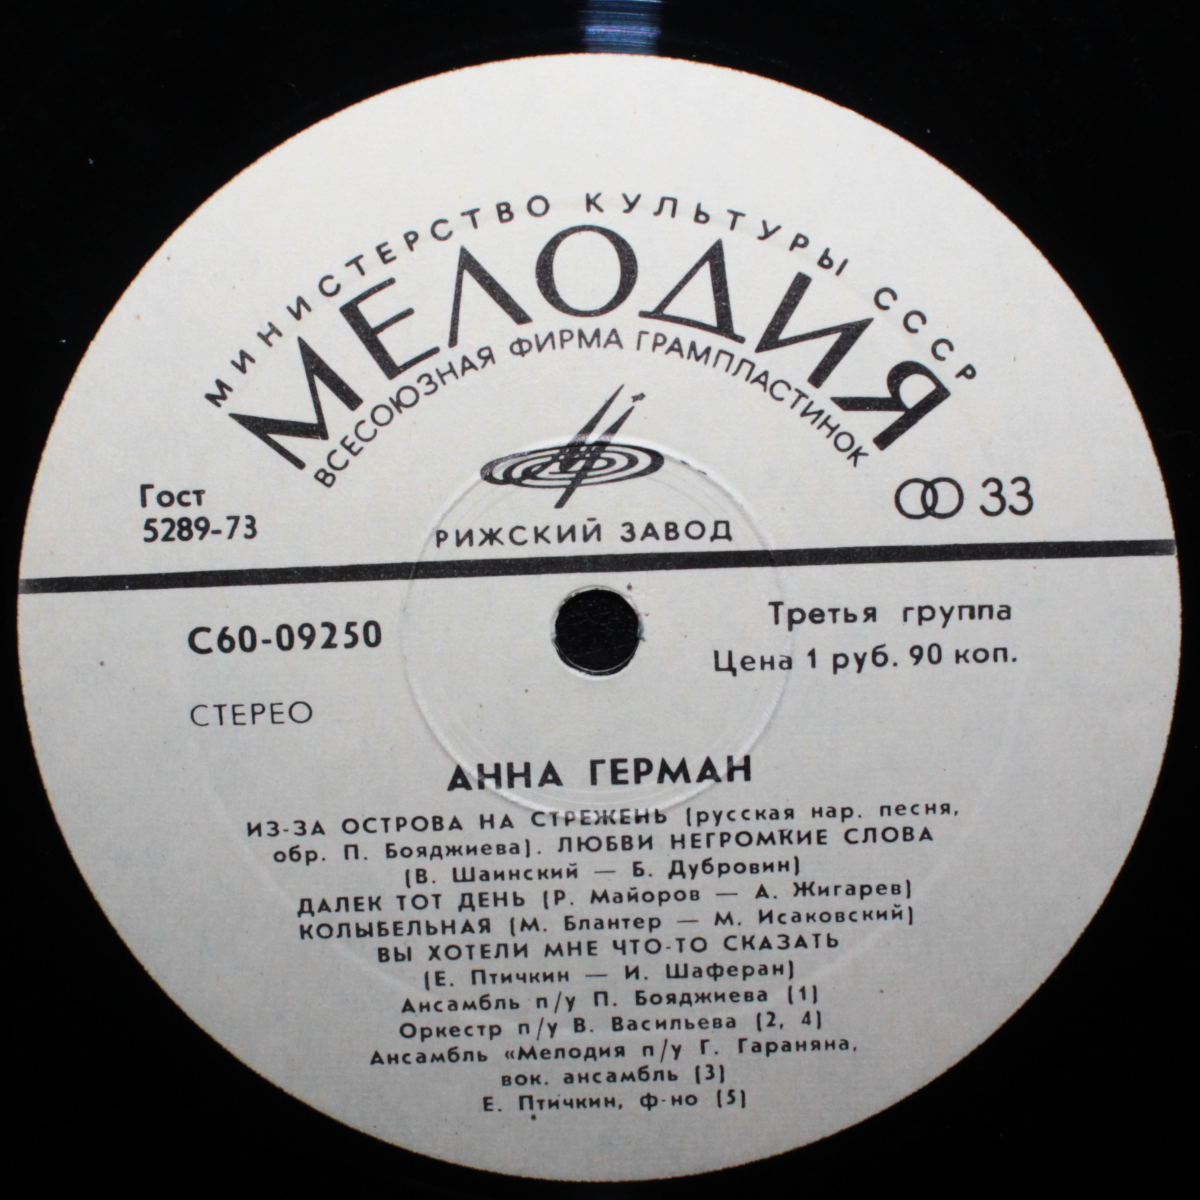 МИНИСТЕРСТВО КУЛЬТУРЫ СССР
МЕЛОДИЯ
ВСЕСОЮЗНАЯ ФИРМА ГРАМПЛАСТИНОК
Гост
5289-73
33
РИЖСКИЙ ЗАВОД
С60-09250
Третья группа
Цена 1 руб. 90 коп.
СТЕРЕО
АННА ГЕРМАН
ИЗ-ЗА ОСТРОВА НА СТРЕЖЕНЬ (русская нар. песня,
обр. П. Бояджиева). ЛЮБВИ НЕГРОМКИЕ СЛОВА
(В. Шаинский — Б. Дубровин)
ДАЛЕК ТОТ ДЕНЬ (Р. Майоров — А. Жигарев)
КОЛЫБЕЛЬНАЯ (М. Блантер — М. Исаковский)
ВЫ ХОТЕЛИ МНЕ ЧТО-ТО СКАЗАТЬ
(Е. Птичкин — И. Шаферан)
Ансамбль п/у П. Бояджиева (1)
Оркестр п/у В. Васильева (2, 4)
Ансамбль «Мелодия п/у Г. Гараняна,
вок. ансамбль (3)
Е. Птичкин, ф-но (5)